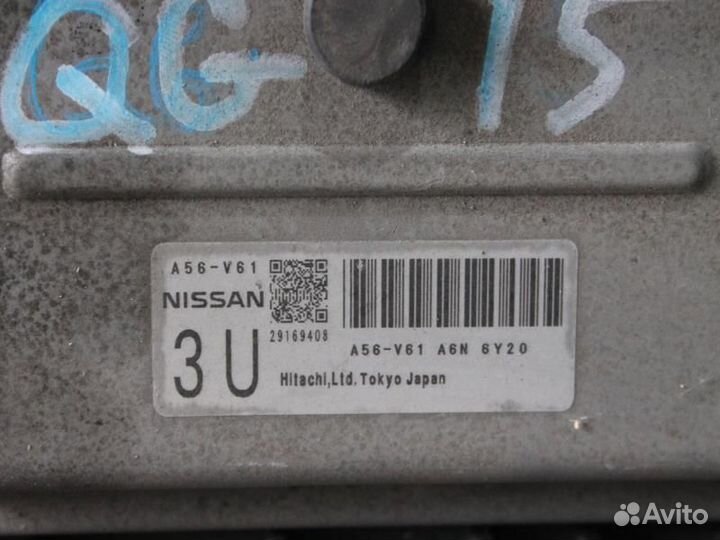 QG 15
A56-V61
NISSAN
3U
29169408
A56-V61 A6N 6Y20
Hitachi,Ltd. Tokyo Japan
Avito